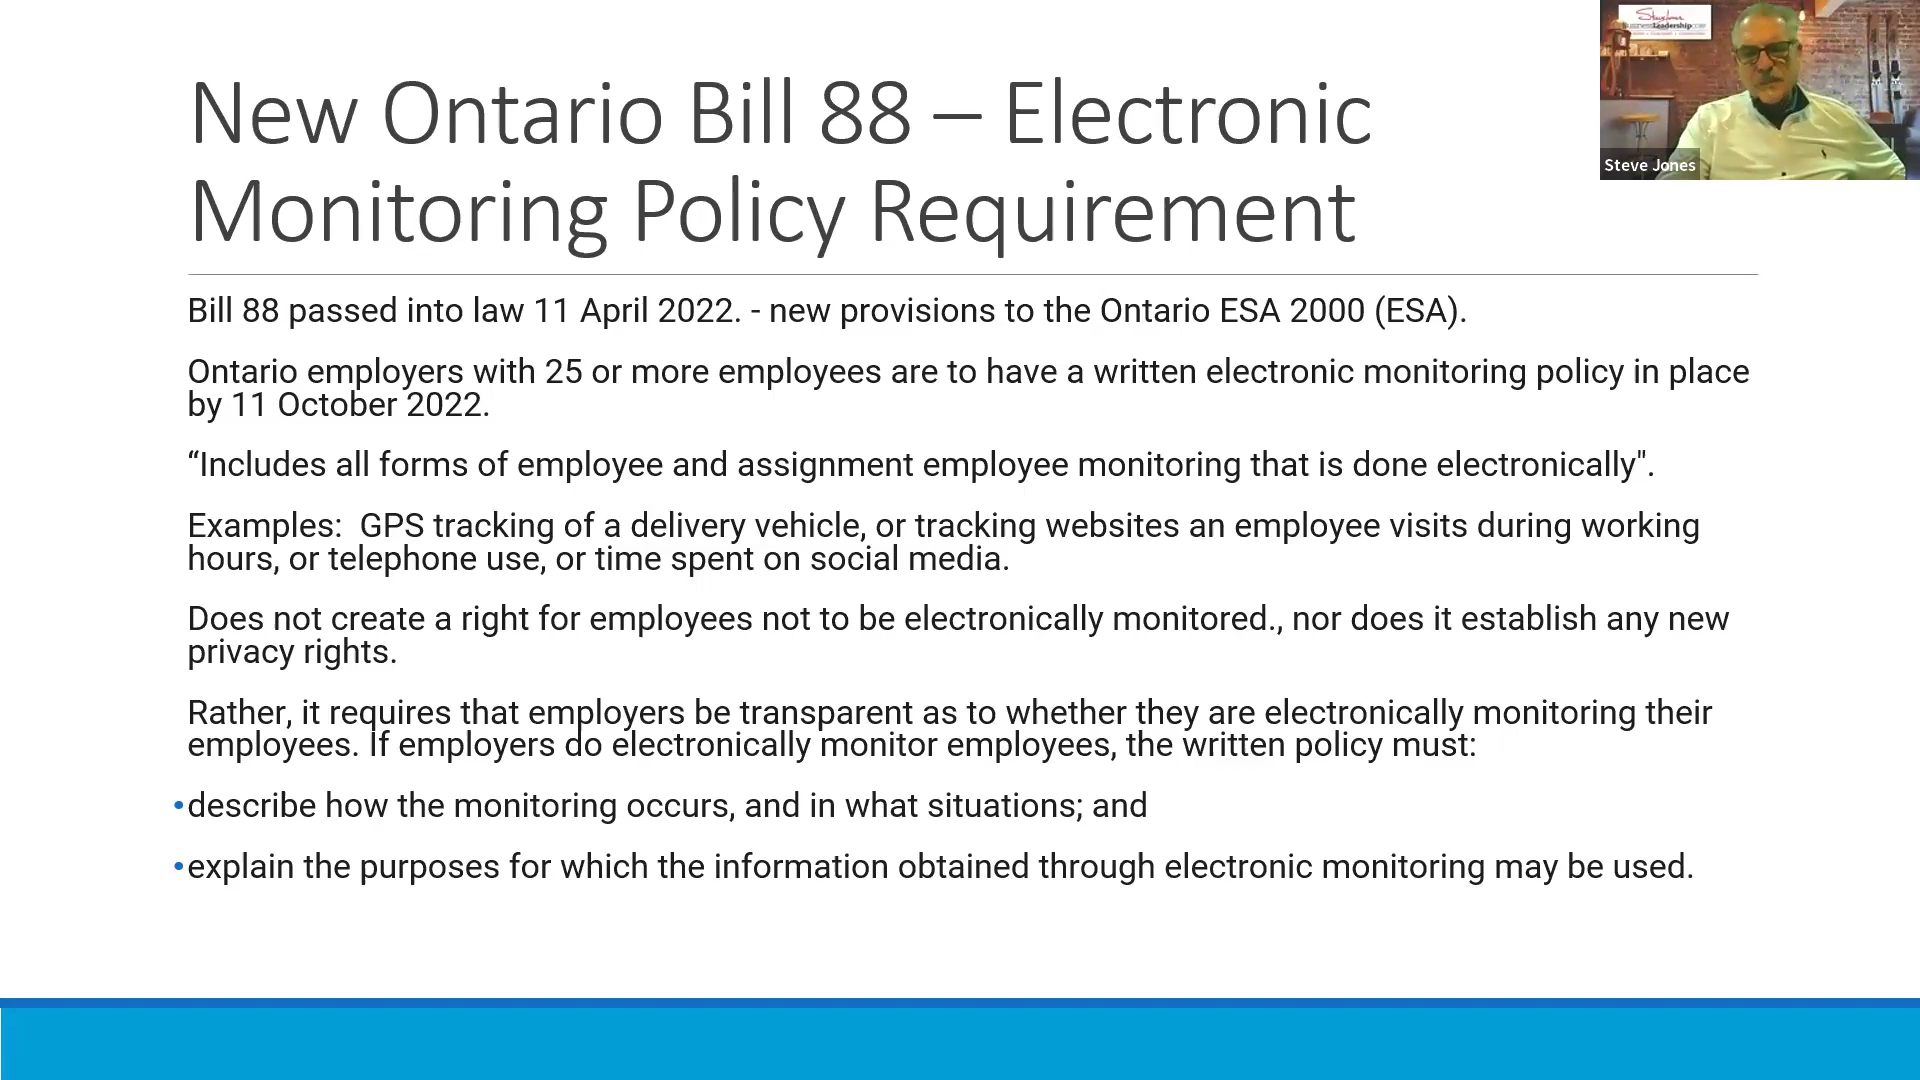 New Ontario Bill 88 – Electronic
Monitoring Policy Requirement
Bill 88 passed into law 11 April 2022. - new provisions to the Ontario ESA 2000 (ESA).
Ontario employers with 25 or more employees are to have a written electronic monitoring policy in place
by 11 October 2022.
“Includes all forms of employee and assignment employee monitoring that is done electronically".
Examples:  GPS tracking of a delivery vehicle, or tracking websites an employee visits during working
hours, or telephone use, or time spent on social media.
Does not create a right for employees not to be electronically monitored., nor does it establish any new
privacy rights.
Rather, it requires that employers be transparent as to whether they are electronically monitoring their
employees. If employers do electronically monitor employees, the written policy must:
•describe how the monitoring occurs, and in what situations; and
•explain the purposes for which the information obtained through electronic monitoring may be used.
Leadership
Steve Jones